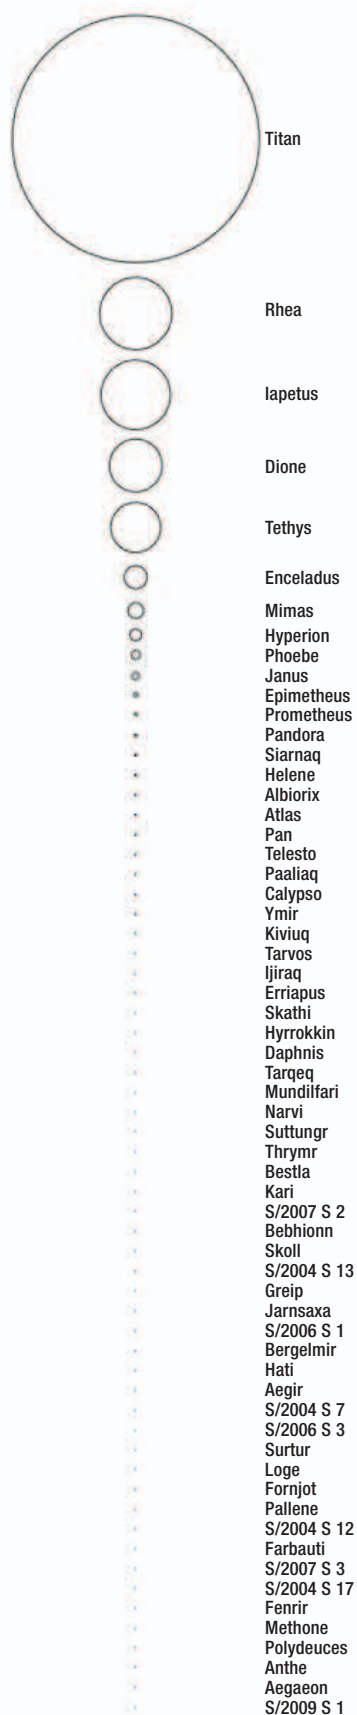 Titan
Rhea
Iapetus
Dione
Tethys
Enceladus
Mimas
Hyperion
Phoebe
Janus
Epimetheus
Prometheus
Pandora
Siarnaq
Helene
Albiorix
Atlas
Pan
Telesto
Paaliaq
Calypso
Ymir
Kiviuq
Tarvos
Ijiraq
Erriapus
Skathi
Hyrrokkin
Daphnis
Tarqeq
Mundilfari
Narvi
Suttungr
Thrymr
Bestla
Kari
S/2007 S 2
Bebhionn
Skoll
S/2004 S 13
Greip
Jarnsaxa
S/2006 S 1
Bergelmir
Hati
Aegir
S/2004 S 7
S/2006 S 3
Surtur
Loge
Fornjot
Pallene
S/2004 S 12
Farbauti
S/2007 S 3
S/2004 S 17
Fenrir
Methone
Polydeuces
Anthe
Aegaeon
S/2009 S 1